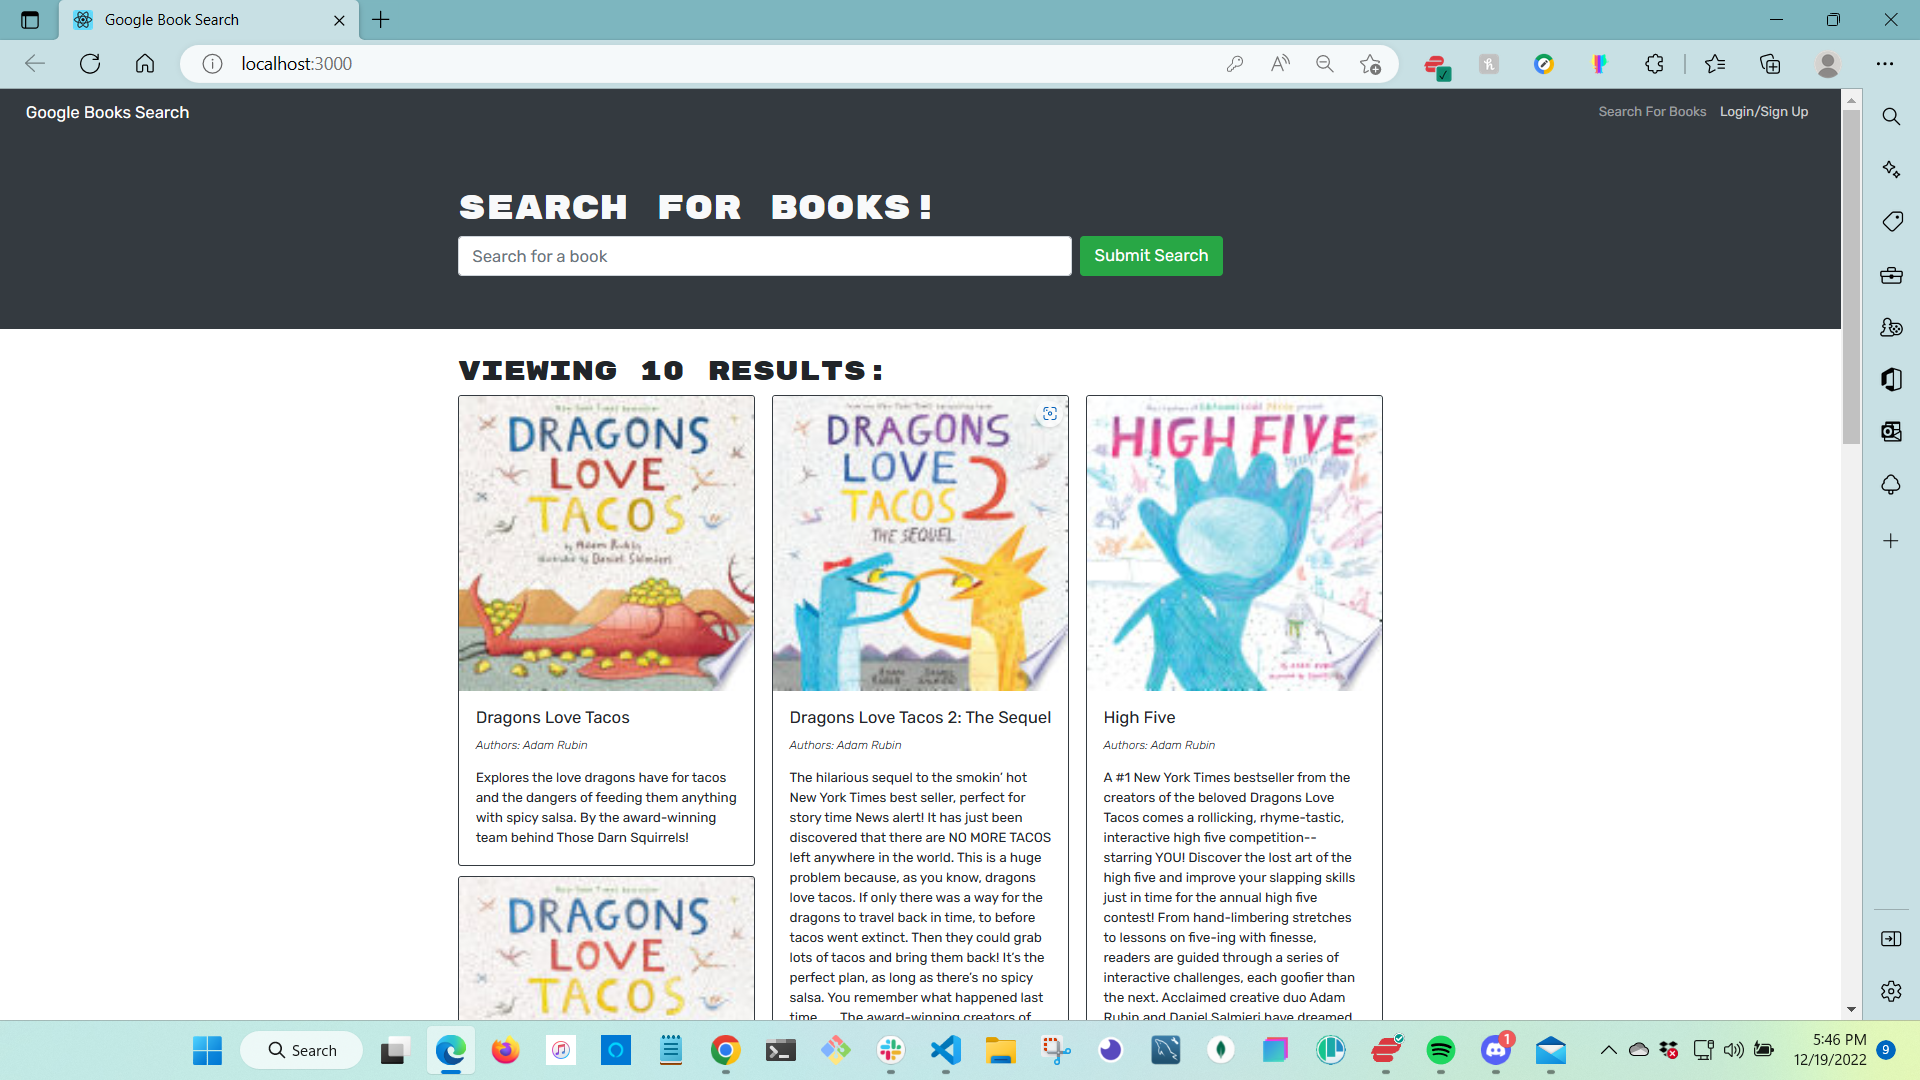 Google Book Search
localhost:3000
Google Books Search
Search For Books
Login/Sign Up
SEARCH FOR BOOKS!
Search for a book
Submit Search
VIEWING 10 RESULTS:
DRAGONS
LOVE
TACOS
by Adam Rubin
illustrated by Daniel Salmieri
Dragons Love Tacos
Authors: Adam Rubin
Explores the love dragons have for tacos
and the dangers of feeding them anything
with spicy salsa. By the award-winning
team behind Those Darn Squirrels!
DRAGONS
LOVE
TACOS
DRAGONS
LOVE
TACOS 2
THE SEQUEL
Dragons Love Tacos 2: The Sequel
Authors: Adam Rubin
The hilarious sequel to the smokin’ hot
New York Times best seller, perfect for
story time News alert! It has just been
discovered that there are NO MORE TACOS
left anywhere in the world. This is a huge
problem because, as you know, dragons
love tacos. If only there was a way for the
dragons to travel back in time, to before
tacos went extinct. Then they could grab
lots of tacos and bring them back! It’s the
perfect plan, as long as there’s no spicy
salsa. You remember what happened last
time . . . The award-winning creators of
HIGH FIVE
High Five
Authors: Adam Rubin
A #1 New York Times bestseller from the
creators of the beloved Dragons Love
Tacos comes a rollicking, rhyme-tastic,
interactive high five competition--
starring YOU! Discover the lost art of the
high five and improve your slapping skills
just in time for the annual high five
contest! From hand-limbering stretches
to lessons on five-ing with finesse,
readers are guided through a series of
interactive challenges, each goofier than
the next. Acclaimed creative duo Adam
Rubin and Daniel Salmieri have dreamed
Search
1
5:46 PM
12/19/2022
9